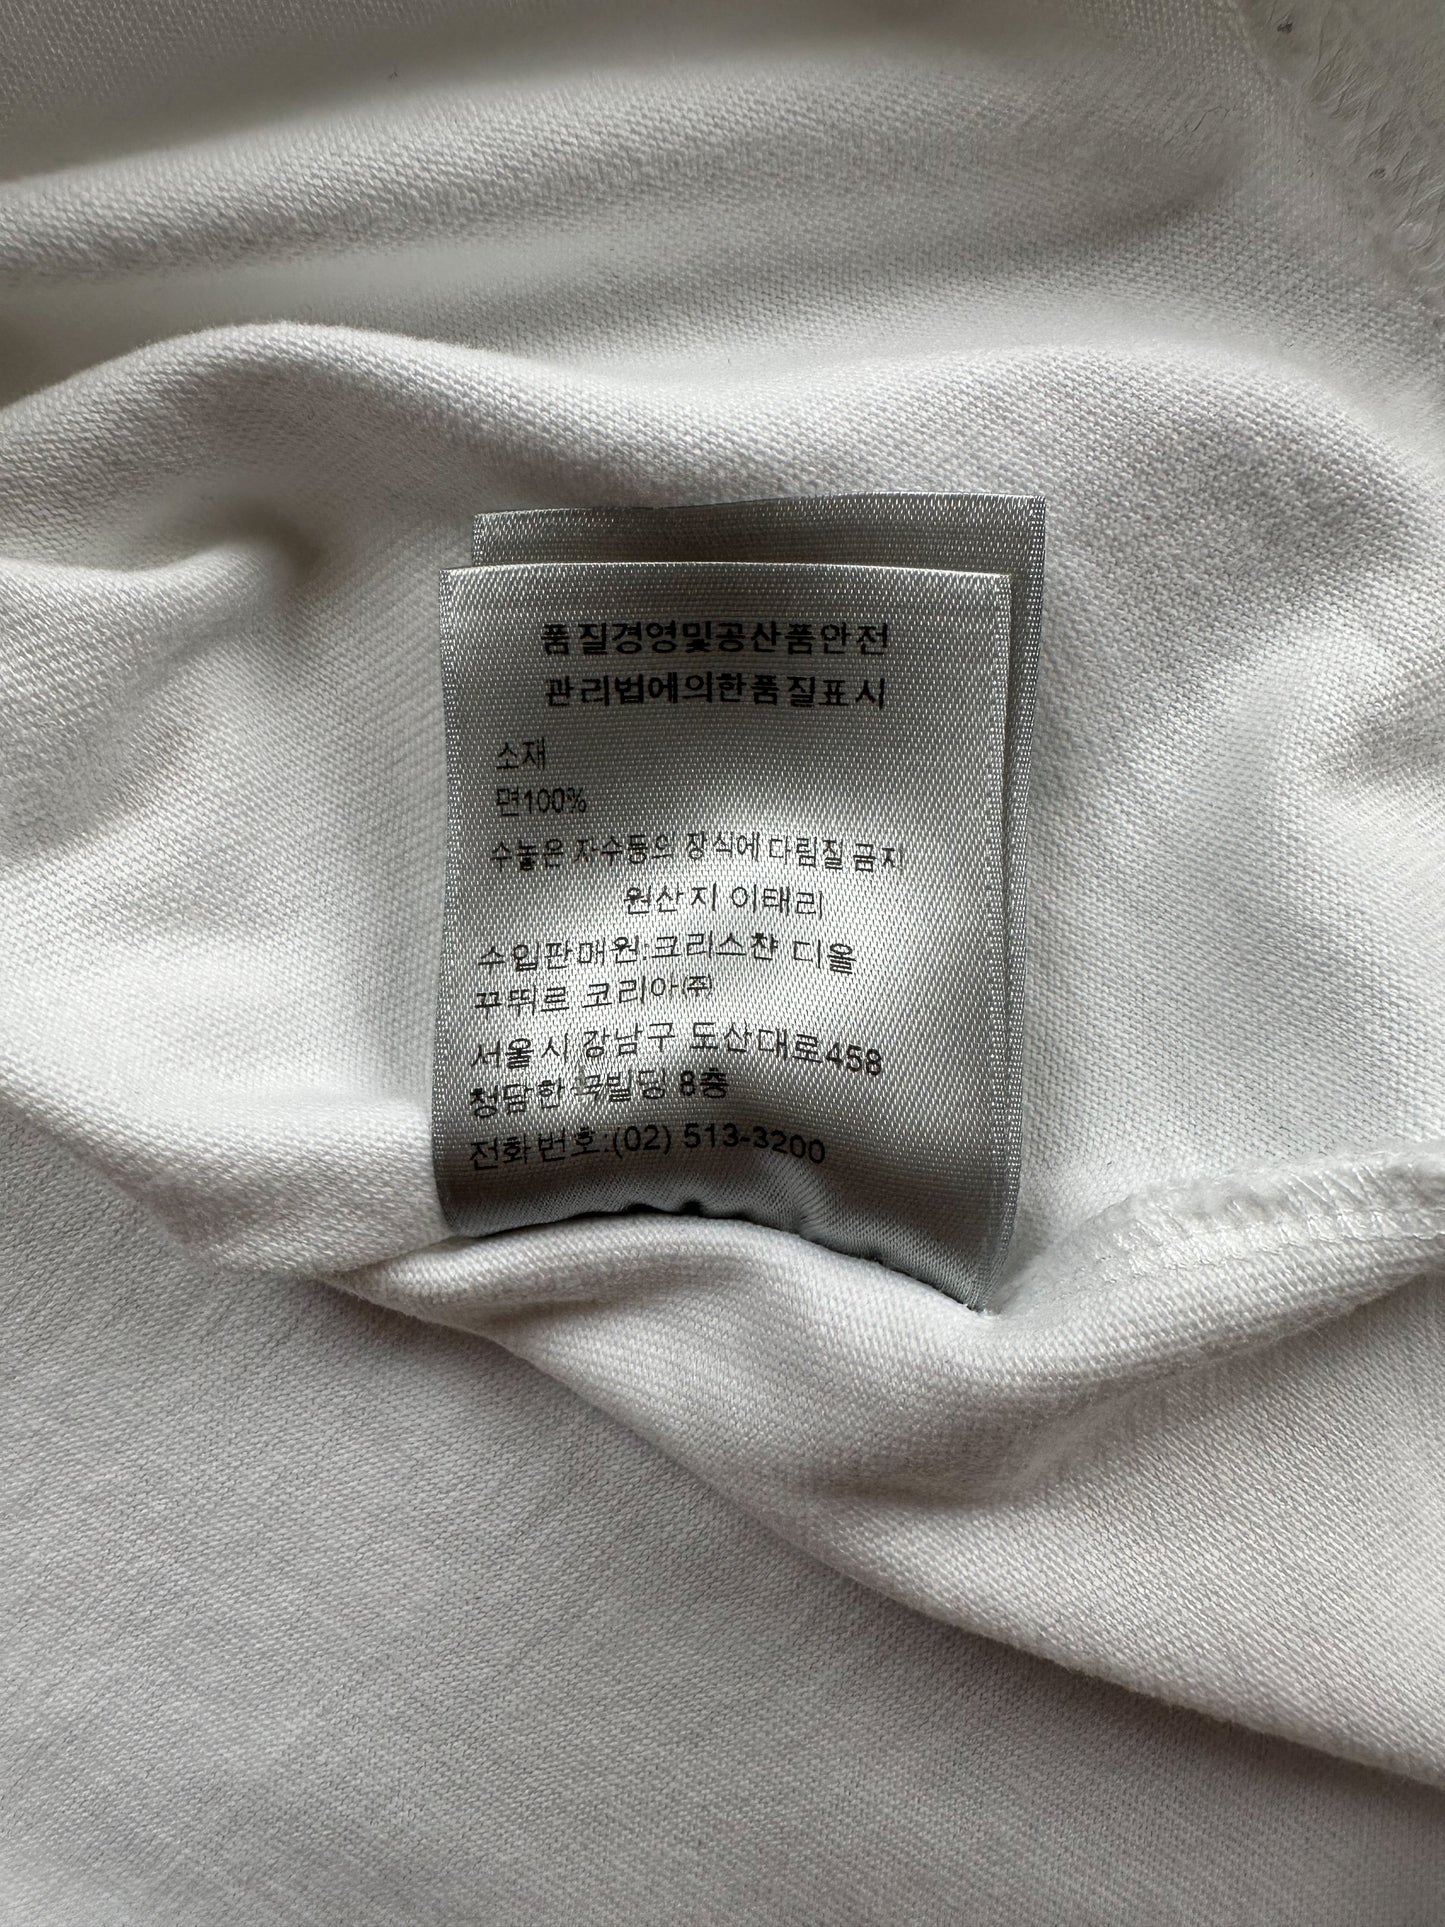 품질경영및공산품안전
관리법에의한품질표시
소재
면100%
수놓은 자수등의 장식에 다림질 금지
원산지 이태리
수입판매원:크리스챤 디올
꾸뛰르 코리아㈜
서울시 강남구 도산대로458
청담한국빌딩 8층
전화번호:(02) 513-3200